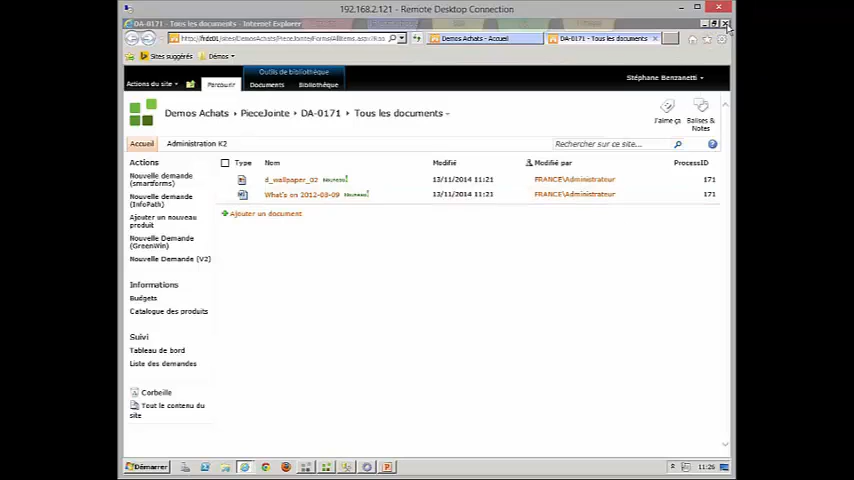 192.168.2.121 - Remote Desktop Connection
DA-0171 - Tous les documents - Internet Explorer
Demos Achats - Accueil
DA-0171 - Tous les documents
Sites suggérés
Démos
Outils de bibliothèque
Actions du site
Parcourir
Documents
Bibliothèque
Stéphane Benzanetti
Demos Achats PieceJointe DA-0171 Tous les documents
J'aime ça
Balises & Notes
Accueil
Administration K2
Rechercher sur ce site...
Actions
Nouvelle demande (smartforms)
Nouvelle demande (InfoPath)
Ajouter un nouveau produit
Nouvelle Demande (GreenWin)
Nouvelle Demande (V2)
Informations
Budgets
Catalogue des produits
Suivi
Tableau de bord
Liste des demandes
Corbeille
Tout le contenu du site
Type Nom Modifié Modifié par ProcessID
d_wallpaper_02 Nouveau! 13/11/2014 11:21 FRANCE\Administrateur 171
What's on 2012-08-09 Nouveau! 13/11/2014 11:21 FRANCE\Administrateur 171
Ajouter un document
Démarrer
11:26